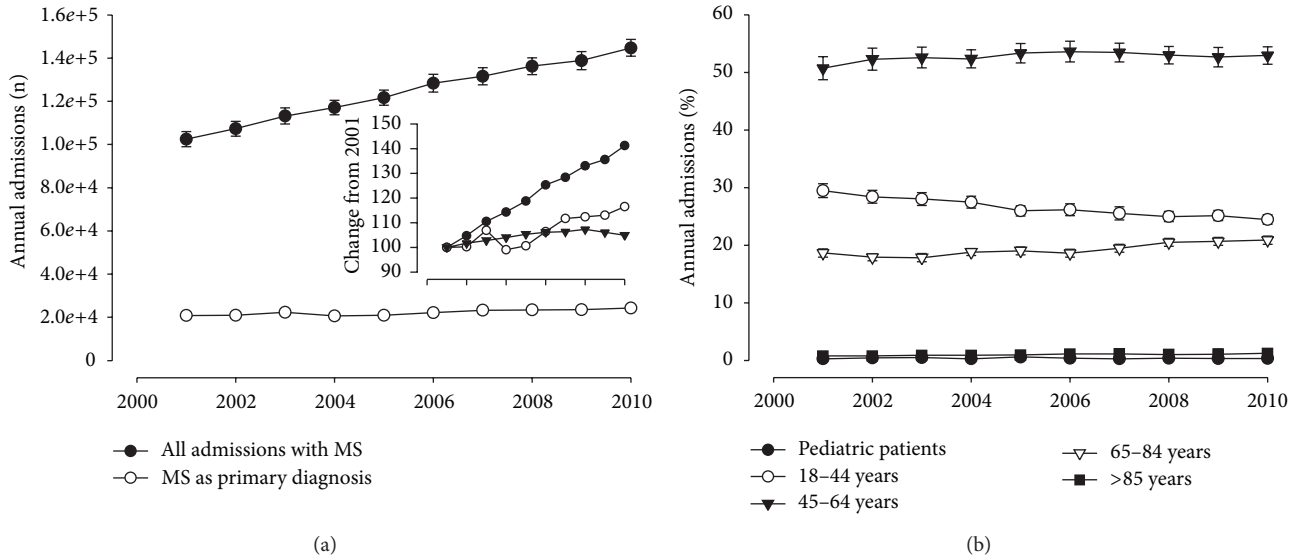 Annual admissions (n)
1.6e+5
1.4e+5
1.2e+5
1.0e+5
8.0e+4
6.0e+4
4.0e+4
2.0e+4
0
2000 2002 2004 2006 2008 2010
Change from 2001
150
140
130
120
110
100
90
All admissions with MS
MS as primary diagnosis
(a)
Annual admissions (%)
60
50
40
30
20
10
0
2000 2002 2004 2006 2008 2010
Pediatric patients
18–44 years
45–64 years
65–84 years
>85 years
(b)